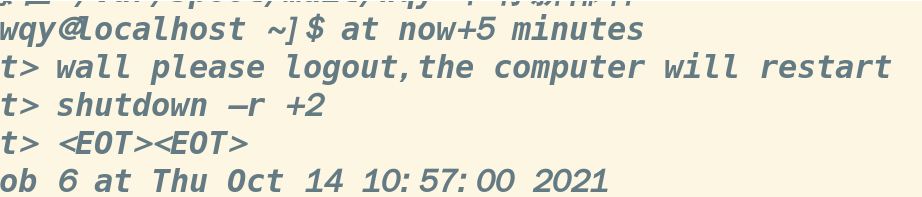 wqy@localhost ~]$ at now+5 minutes
t> wall please logout,the computer will restart
t> shutdown –r +2
t> <EOT><EOT>
ob 6 at Thu Oct 14 10:57:00 2021